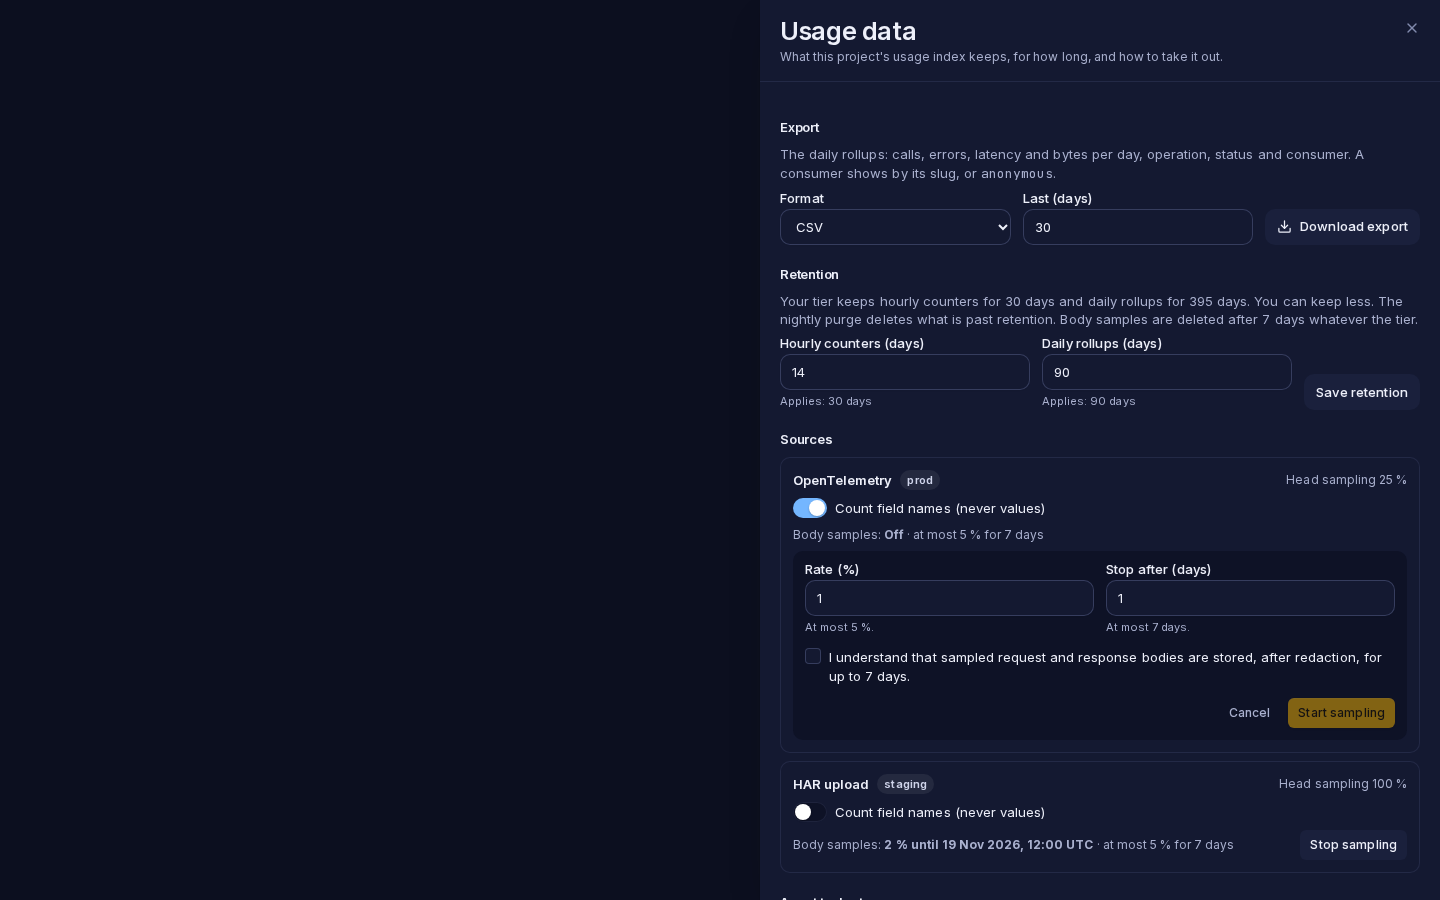 Usage data
What this project's usage index keeps, for how long, and how to take it out.
Export
The daily rollups: calls, errors, latency and bytes per day, operation, status and consumer. A
consumer shows by its slug, or anonymous.
Format
Last (days)
CSV
30
Download export
Retention
Your tier keeps hourly counters for 30 days and daily rollups for 395 days. You can keep less. The
nightly purge deletes what is past retention. Body samples are deleted after 7 days whatever the tier.
Hourly counters (days)
Daily rollups (days)
14
90
Save retention
Applies: 30 days
Applies: 90 days
Sources
OpenTelemetry prod
Head sampling 25 %
Count field names (never values)
Body samples: Off · at most 5 % for 7 days
Rate (%)
Stop after (days)
1
1
At most 5 %.
At most 7 days.
I understand that sampled request and response bodies are stored, after redaction, for
up to 7 days.
Cancel
Start sampling
HAR upload staging
Head sampling 100 %
Count field names (never values)
Body samples: 2 % until 19 Nov 2026, 12:00 UTC · at most 5 % for 7 days
Stop sampling